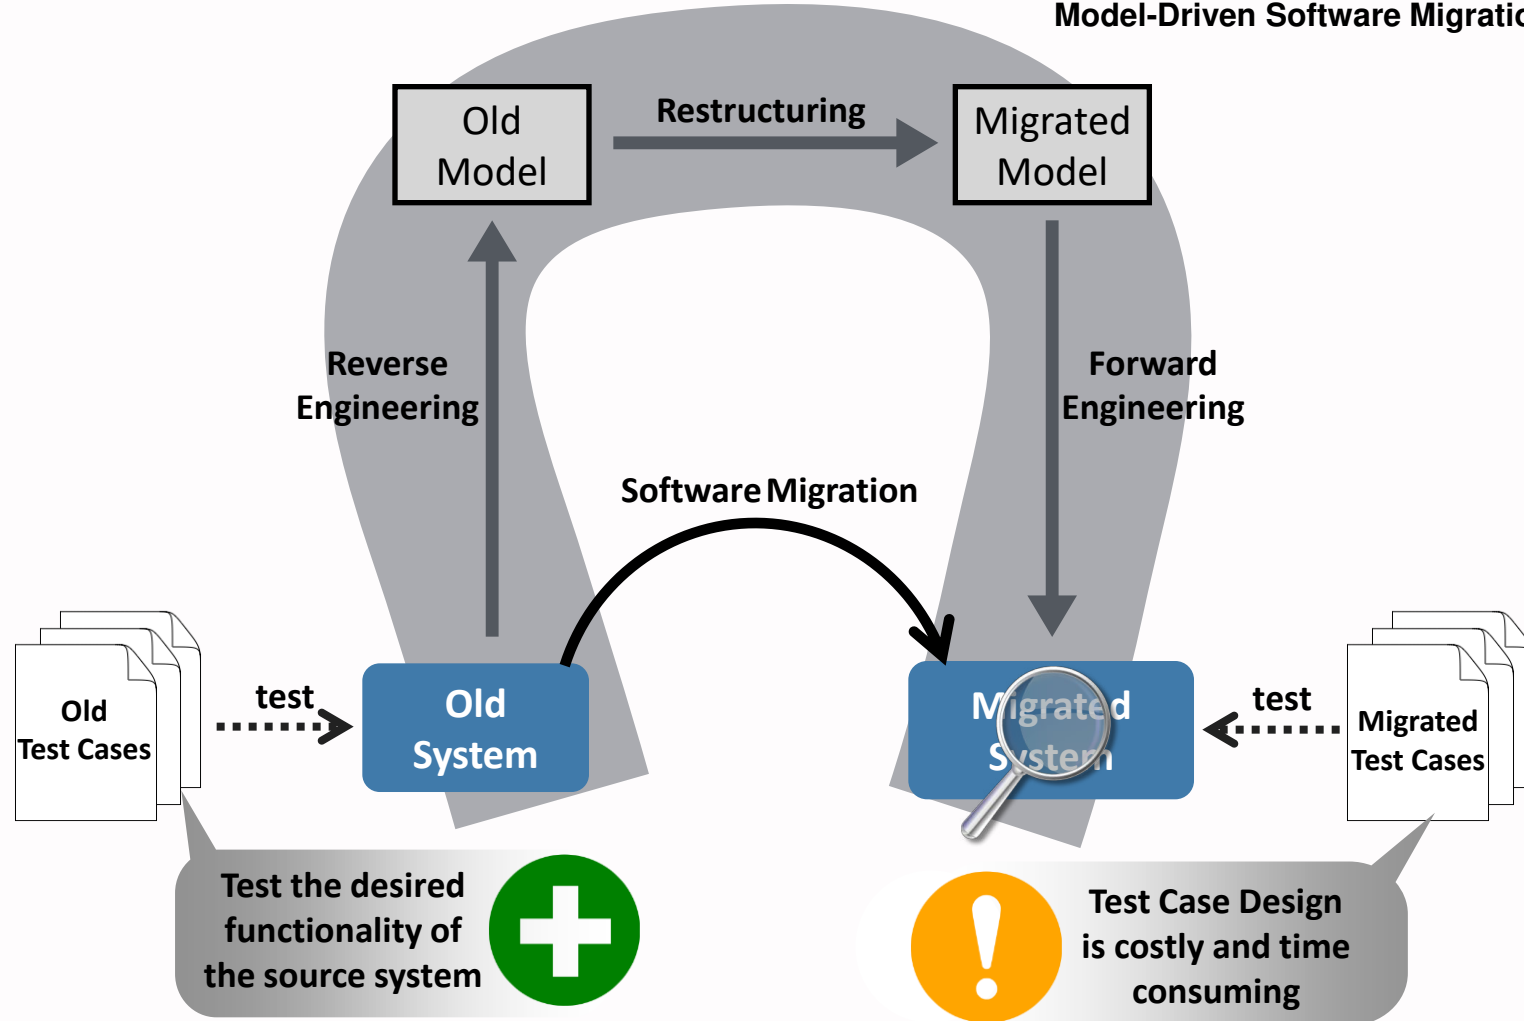 Model-Driven Software Migratio
Old
Model
Restructuring
Migrated
Model
Reverse
Engineering
Forward
Engineering
Software Migration
Old
Test Cases
test
Old
System
Migrated
System
test
Migrated
Test Cases
Test the desired
functionality of
the source system
Test Case Design
is costly and time
consuming